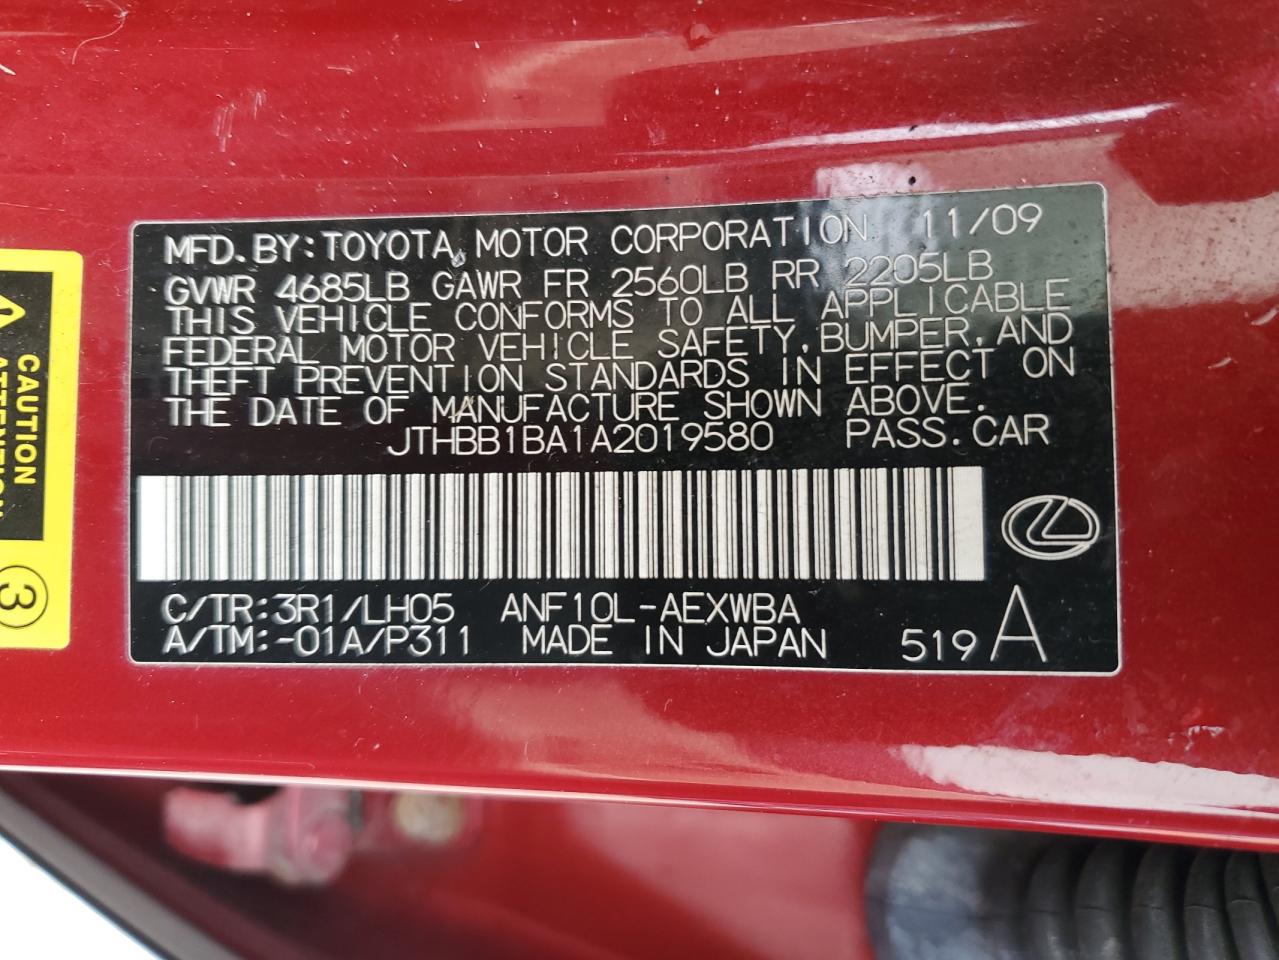 MFD. BY: TOYOTA MOTOR CORPORATION 11/09
GVWR 4685LB GAWR FR 2560LB RR 2205LB
THIS VEHICLE CONFORMS TO ALL APPLICABLE
FEDERAL MOTOR VEHICLE SAFETY, BUMPER, AND
THEFT PREVENTION STANDARDS IN EFFECT ON
THE DATE OF MANUFACTURE SHOWN ABOVE.
JTHBB1BA1A2019580 PASS. CAR
C/TR: 3R1/LH05 ANF10L-AEXWBA
A/TM: -01A/P311 MADE IN JAPAN 519 A
CAUTION
ATTENTION
3